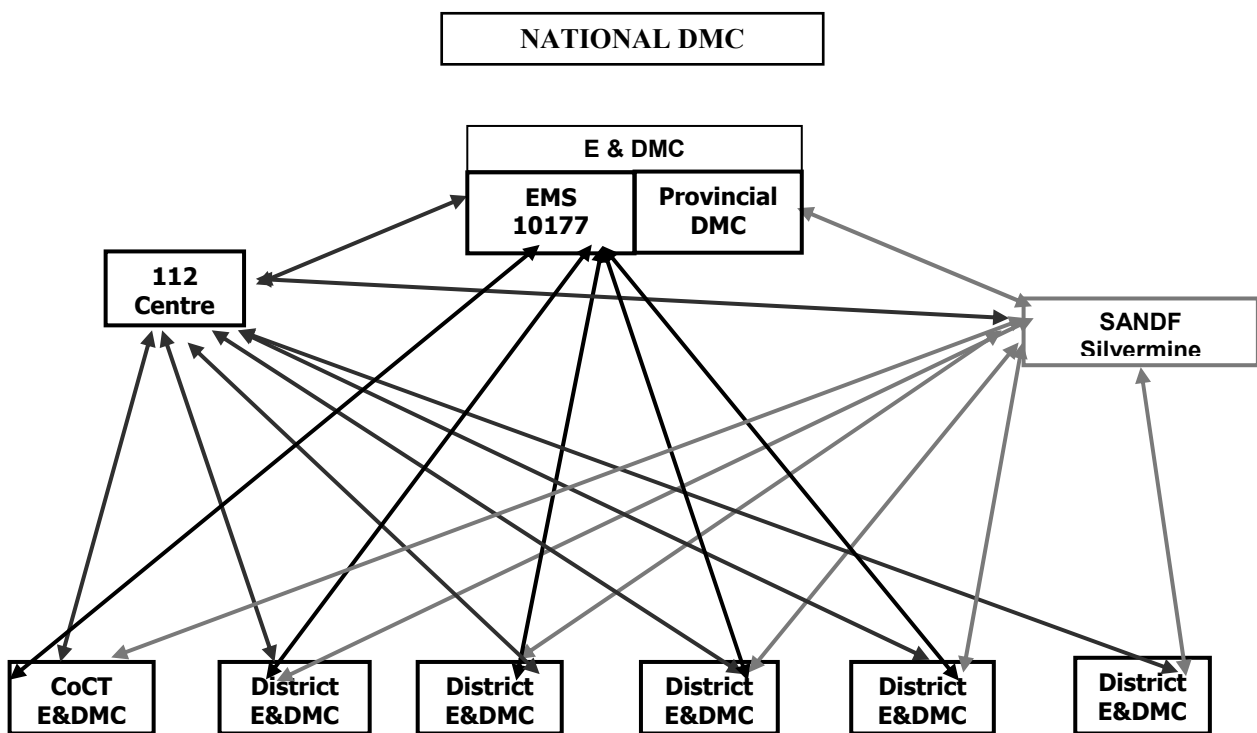 NATIONAL DMC
E & DMC
EMS
10177
Provincial
DMC
112
Centre
SANDF
Silvermine
CoCT
E&DMC
District
E&DMC
District
E&DMC
District
E&DMC
District
E&DMC
District
E&DMC